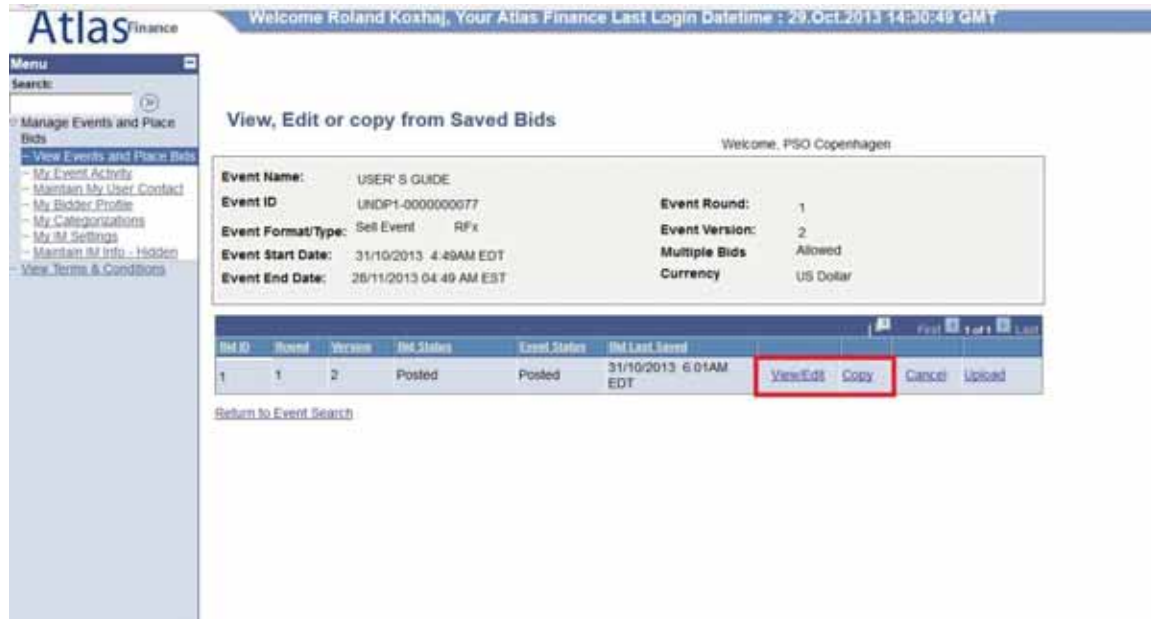 Atlas Finance
Welcome Roland Koxhaj, Your Atlas Finance Last Login Datetime : 29.Oct.2013 14:30:49 GMT
Menu
Search:
Manage Events and Place
Bids
– View Events and Place Bids
– My Event Activity
– Maintain My User Contact
– My Bidder Profile
– My Categorizations
– My IM Settings
– Maintain IM Info - Hidden
– View Terms & Conditions
View, Edit or copy from Saved Bids
Welcome, PSO Copenhagen
Event Name: USER' S GUIDE
Event ID UNDP1-0000000077 Event Round: 1
Event Format/Type: Sell Event RFx Event Version: 2
Event Start Date: 31/10/2013 4:49AM EDT Multiple Bids Allowed
Event End Date: 28/11/2013 04:49 AM EST Currency US Dollar
First 1 of 1 Last
Bid ID Round Version Bid Status Event Status Bid Last Saved
1 1 2 Posted Posted 31/10/2013 6:01AM EDT View/Edit Copy Cancel Upload
Return to Event Search